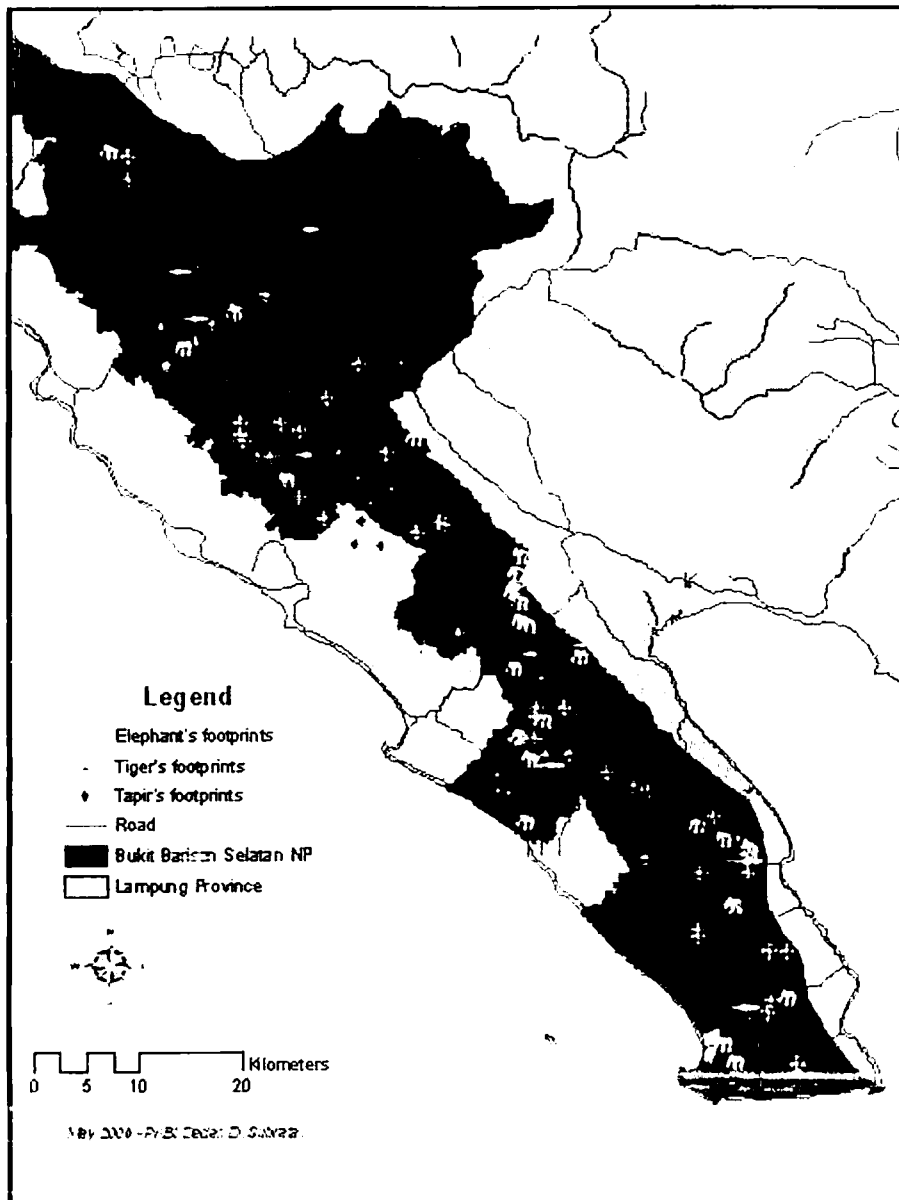 Legend
Elephant's footprints
Tiger's footprints
Tapir's footprints
Road
Bukit Barisan Selatan NP
Lampung Province
N
W
Kilometers
0 5 10 20
May